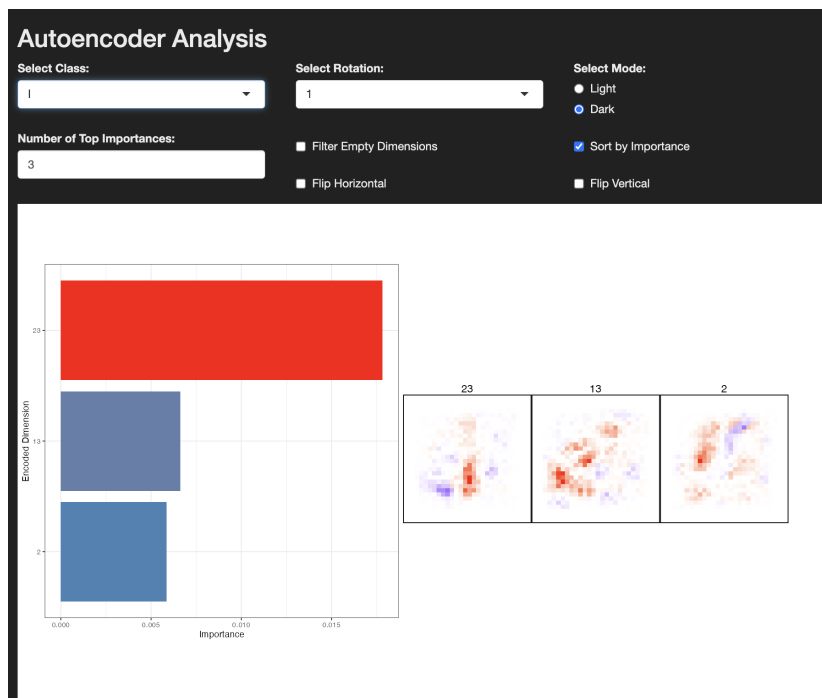 Autoencoder Analysis
Select Class:
I
Select Rotation:
1
Select Mode:
Light
Dark
Number of Top Importances:
3
Filter Empty Dimensions
Sort by Importance
Flip Horizontal
Flip Vertical
Encoded Dimension
23
13
2
0.000 0.005 0.010 0.015
Importance
23 13 2